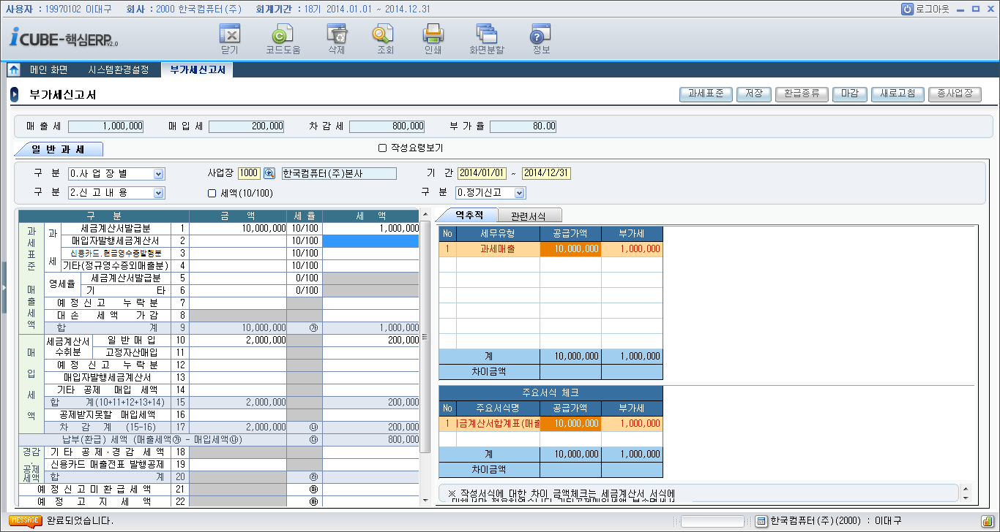 사용자 : 19970102 이대구 회사 : 2000 한국컴퓨터(주) 회계기간 : 18기 2014.01.01 ~ 2014.12.31 로그아웃
iCUBE-핵심ERP v2.0
닫기 코드도움 삭제 조회 인쇄 화면분할 정보
메인 화면 시스템환경설정 부가세신고서
부가세신고서 과세표준 저장 환급종류 마감 새로고침 종사업장
매 출 세 1,000,000 매 입 세 200,000 차 감 세 800,000 부 가 율 80.00
일 반 과 세 작성요령보기
구 분 0.사 업 장 별 사업장 1000 한국컴퓨터(주)본사 기 간 2014/01/01 ~ 2014/12/31
구 분 2.신 고 내 용 세액(10/100) 구 분 0.정기신고
구 분 금 액 세 율 세 액
과세표준 매출세액
과 세
세금계산서발급분 1 10,000,000 10/100 1,000,000
매입자발행세금계산서 2 10/100
신용카드.현금영수증발행분 3 10/100
기타(정규영수증외매출분) 4 10/100
영세율 세금계산서발급분 5 0/100
기 타 6 0/100
예 정 신 고 누 락 분 7
대 손 세 액 가 감 8
합 계 9 10,000,000 ㉮ 1,000,000
매 입 세 액
세금계산서 수취분
일 반 매 입 10 2,000,000 200,000
고정자산매입 11
예 정 신 고 누 락 분 12
매입자발행세금계산서 13
기타 공제 매입 세액 14
합 계(10+11+12+13+14) 15 2,000,000 200,000
공제받지못할 매입세액 16
차 감 계 (15-16) 17 2,000,000 ㉯ 200,000
납부(환급) 세액 (매출세액㉮ - 매입세액㉯) ㉰ 800,000
경감.공제세액
기 타 공 제·경 감 세 액 18
신용카드 매출전표 발행공제 19
합 계 20 ㉱
예 정 신 고 미 환 급 세 액 21 ㉲
예 정 고 지 세 액 22 ㉳
역추적 관련서식
No 세무유형 공급가액 부가세
1 과세매출 10,000,000 1,000,000
계 10,000,000 1,000,000
차이금액
주요서식 체크
No 주요서식명 공급가액 부가세
1 금계산서합계표(매출 10,000,000 1,000,000
계 10,000,000 1,000,000
차이금액
※ 작성서식에 대한 차이 금액체크는 세금계산서 서식에
MESSAGE 완료되었습니다. 한국컴퓨터(주)(2000) : 이대구